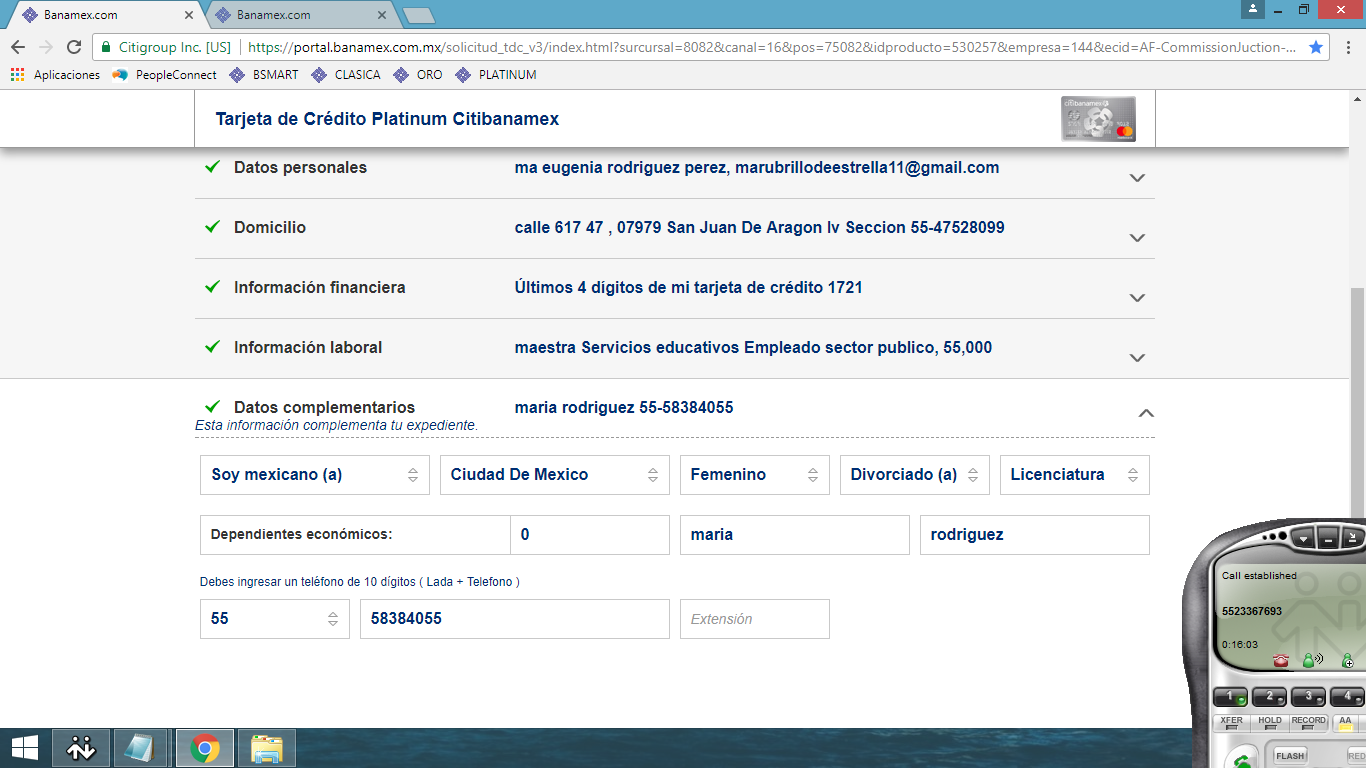 Banamex.com
Banamex.com
Citigroup Inc. [US]
https://portal.banamex.com.mx/solicitud_tdc_v3/index.html?surcursal=8082&canal=16&pos=75082&idproducto=530257&empresa=144&ecid=AF-CommissionJuction-...
Aplicaciones PeopleConnect BSMART CLASICA ORO PLATINUM
Tarjeta de Crédito Platinum Citibanamex
citibanamex
Datos personales ma eugenia rodriguez perez, marubrillodeestrella11@gmail.com
Domicilio calle 617 47 , 07979 San Juan De Aragon Iv Seccion 55-47528099
Información financiera Últimos 4 dígitos de mi tarjeta de crédito 1721
Información laboral maestra Servicios educativos Empleado sector publico, 55,000
Datos complementarios maria rodriguez 55-58384055
Esta información complementa tu expediente.
Soy mexicano (a) Ciudad De Mexico Femenino Divorciado (a) Licenciatura
Dependientes económicos: 0 maria rodriguez
Debes ingresar un teléfono de 10 dígitos ( Lada + Telefono )
55 58384055 Extensión
Call established
5523367693
0:16:03
1 2 3 4
XFER HOLD RECORD AA
FLASH RED